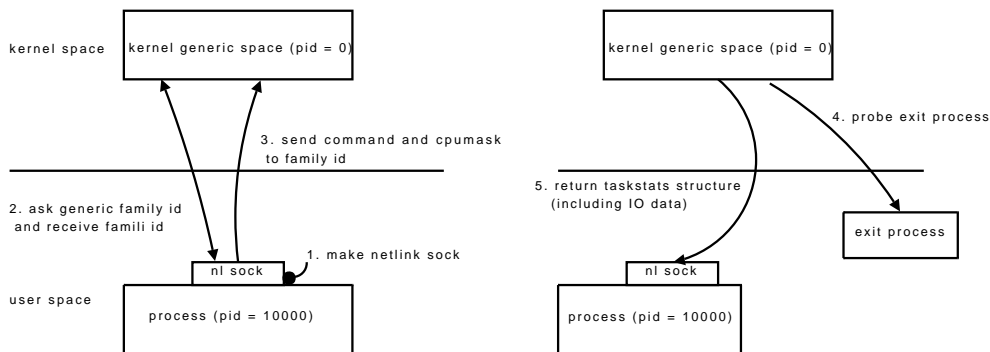 kernel space
kernel generic space (pid = 0)
3. send command and cpumask
to family id
2. ask generic family id
and receive famili id
1. make netlink sock
nl sock
user space
process (pid = 10000)
kernel generic space (pid = 0)
4. probe exit process
5. return taskstats structure
(including IO data)
exit process
nl sock
process (pid = 10000)